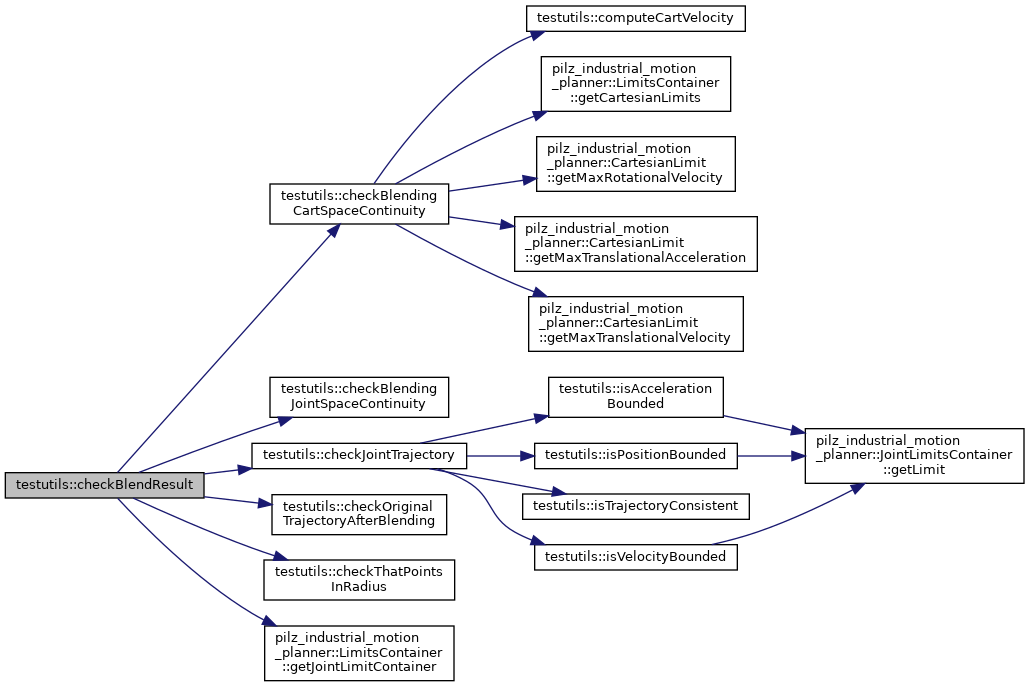 testutils::computeCartVelocity
pilz_industrial_motion
_planner::LimitsContainer
::getCartesianLimits
pilz_industrial_motion
_planner::CartesianLimit
::getMaxRotationalVelocity
testutils::checkBlending
CartSpaceContinuity
pilz_industrial_motion
_planner::CartesianLimit
::getMaxTranslationalAcceleration
pilz_industrial_motion
_planner::CartesianLimit
::getMaxTranslationalVelocity
testutils::checkBlending
JointSpaceContinuity
testutils::isAcceleration
Bounded
testutils::checkJointTrajectory
testutils::isPositionBounded
pilz_industrial_motion
_planner::JointLimitsContainer
::getLimit
testutils::checkBlendResult
testutils::checkOriginal
TrajectoryAfterBlending
testutils::isTrajectoryConsistent
testutils::isVelocityBounded
testutils::checkThatPoints
InRadius
pilz_industrial_motion
_planner::LimitsContainer
::getJointLimitContainer